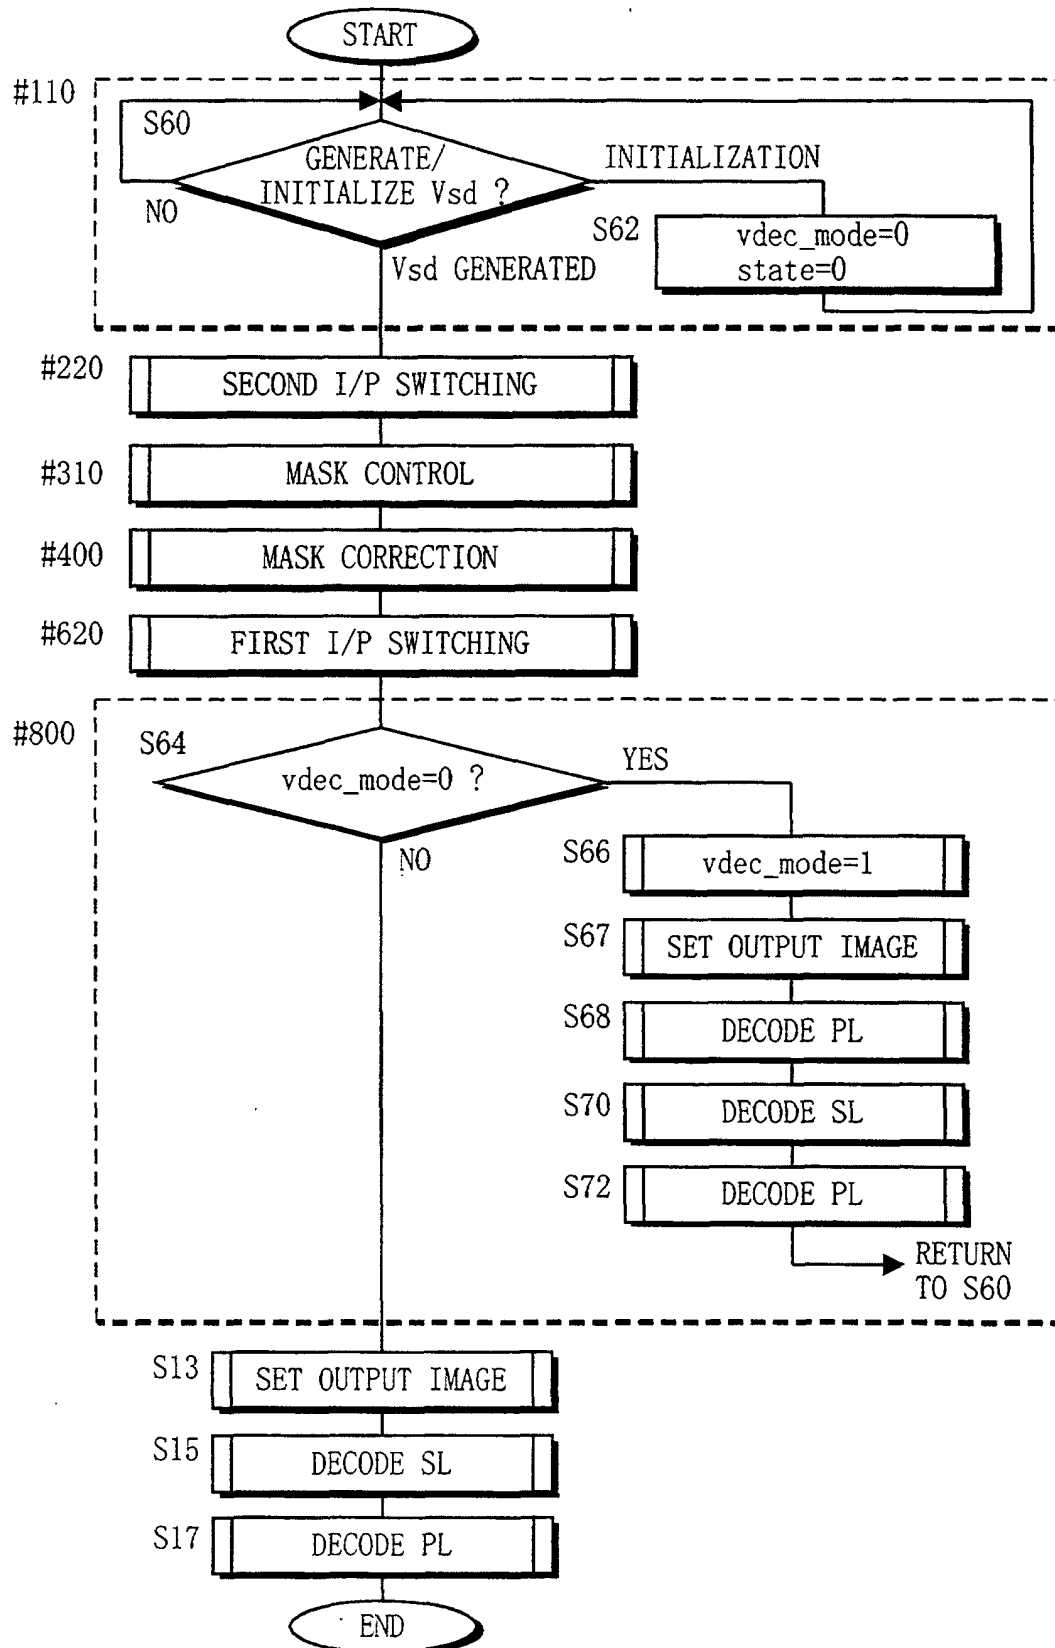 START
#110
S60
GENERATE/
INITIALIZE Vsd ?
INITIALIZATION
NO
S62
vdec_mode=0
state=0
Vsd GENERATED
#220
SECOND I/P SWITCHING
#310
MASK CONTROL
#400
MASK CORRECTION
#620
FIRST I/P SWITCHING
#800
S64
vdec_mode=0 ?
YES
NO
S66
vdec_mode=1
S67
SET OUTPUT IMAGE
S68
DECODE PL
S70
DECODE SL
S72
DECODE PL
RETURN
TO S60
S13
SET OUTPUT IMAGE
S15
DECODE SL
S17
DECODE PL
END